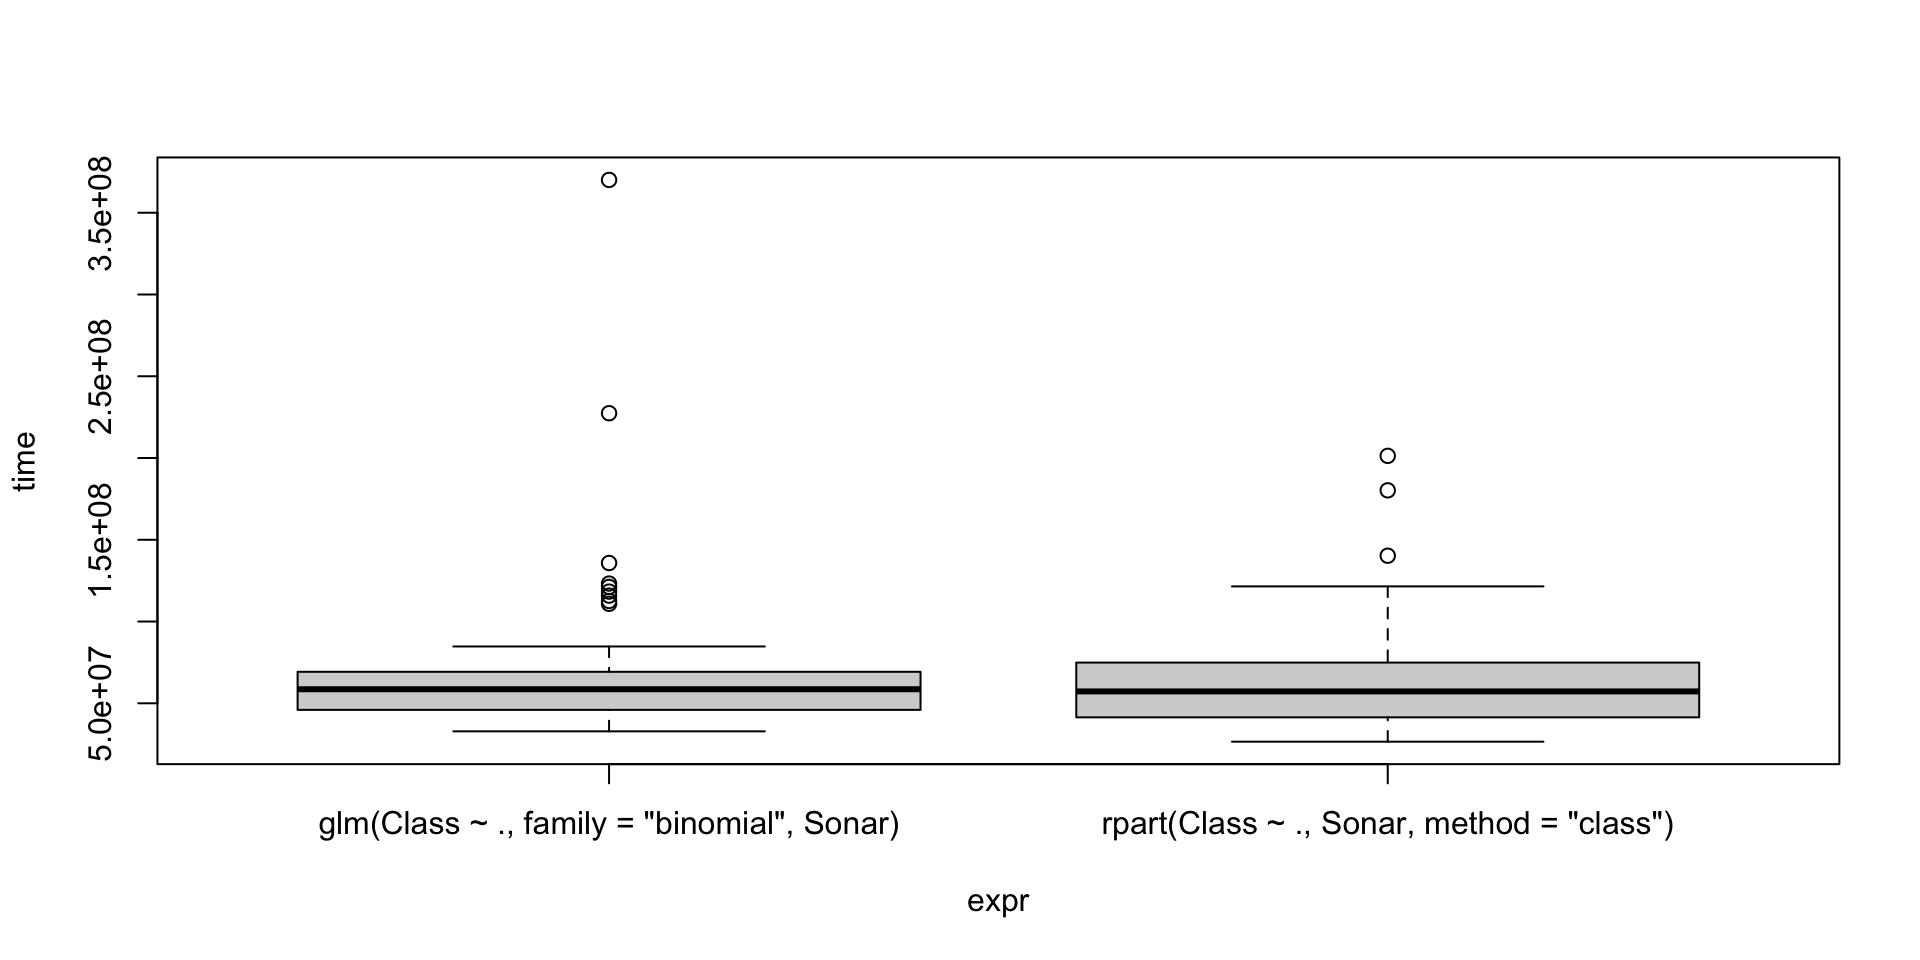 3.5e+08
2.5e+08
1.5e+08
5.0e+07
time
glm(Class ~ ., family = "binomial", Sonar)
rpart(Class ~ ., Sonar, method = "class")
expr